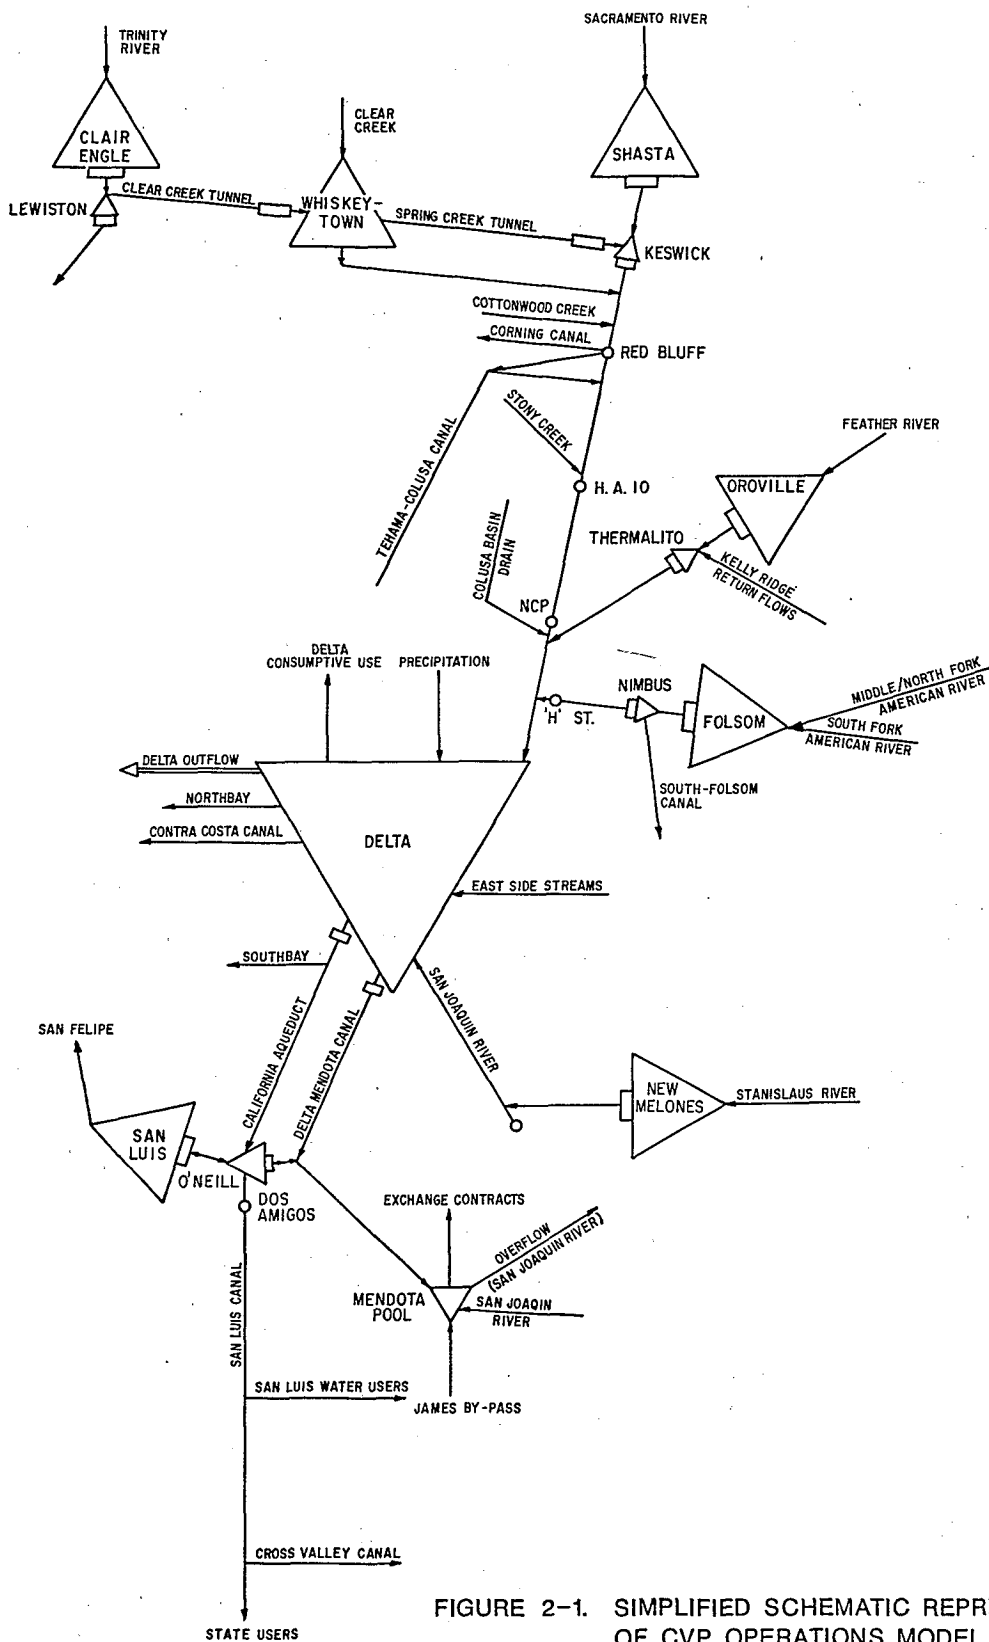 SACRAMENTO RIVER
TRINITY
RIVER
CLEAR
CREEK
CLAIR
ENGLE
SHASTA
CLEAR CREEK TUNNEL
LEWISTON
WHISKEY-
TOWN
SPRING CREEK TUNNEL
KESWICK
COTTONWOOD CREEK
CORNING CANAL
RED BLUFF
STONY CREEK
TEHAMA-COLUSA CANAL
FEATHER RIVER
H. A. 10
OROVILLE
THERMALITO
KELLY RIDGE
RETURN FLOWS
COLUSA BASIN
DRAIN
NCP
DELTA
CONSUMPTIVE USE
PRECIPITATION
NIMBUS
MIDDLE/NORTH FORK
AMERICAN RIVER
'H' ST.
FOLSOM
SOUTH FORK
AMERICAN RIVER
DELTA OUTFLOW
NORTHBAY
SOUTH-FOLSOM
CANAL
CONTRA COSTA CANAL
DELTA
EAST SIDE STREAMS
SOUTHBAY
SAN JOAQUIN RIVER
CALIFORNIA AQUEDUCT
DELTA MENDOTA CANAL
SAN FELIPE
NEW
MELONES
STANISLAUS RIVER
SAN
LUIS
O'NEILL
DOS
AMIGOS
EXCHANGE CONTRACTS
OVERFLOW
(SAN JOAQUIN RIVER)
MENDOTA
POOL
SAN JOAQIN
RIVER
SAN LUIS CANAL
SAN LUIS WATER USERS
JAMES BY-PASS
CROSS VALLEY CANAL
STATE USERS
FIGURE 2-1. SIMPLIFIED SCHEMATIC REPR
OF CVP OPERATIONS MODEL